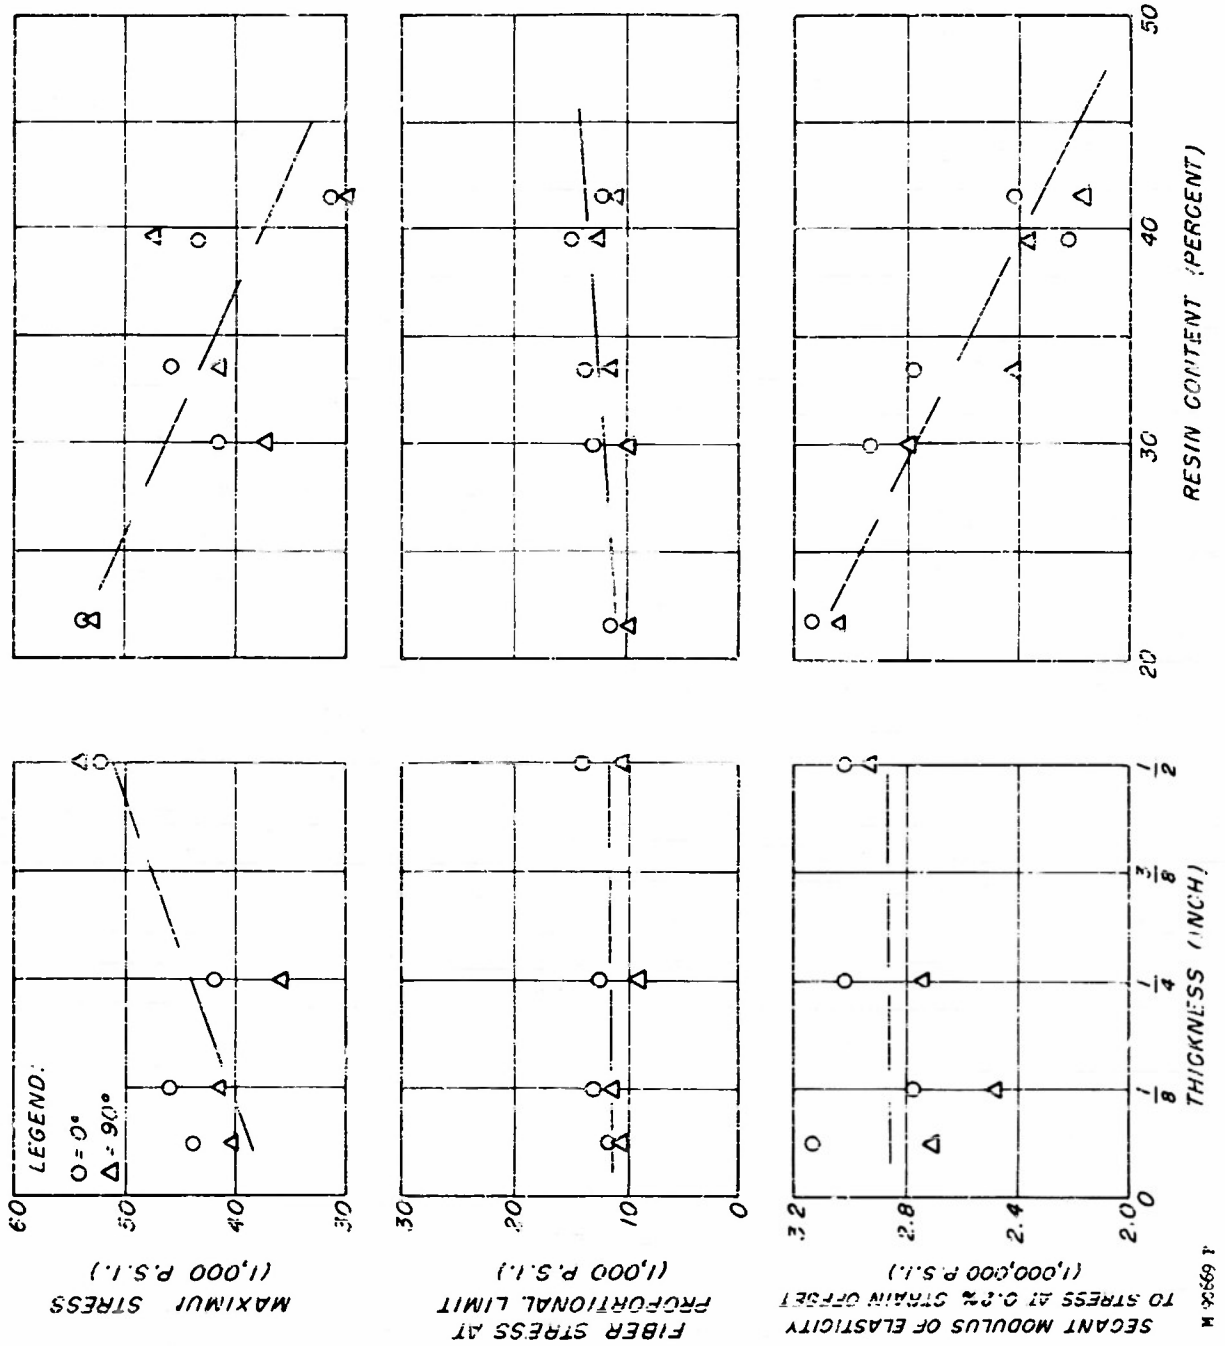 LEGEND:
O = 0°
Δ = 90°
MAXIMUM STRESS
(1,000 P.S.I.)
60
50
40
30
FIBER STRESS AT
PROPORTIONAL LIMIT
(1,000 P.S.I.)
30
20
10
0
SECANT MODULUS OF ELASTICITY
TO STRESS AT 0.2% STRAIN OFFSET
(1,000,000 P.S.I.)
3.2
2.8
2.4
2.0
0
1/8
1/4
3/8
1/2
THICKNESS (INCH)
20
30
40
50
RESIN CONTENT (PERCENT)